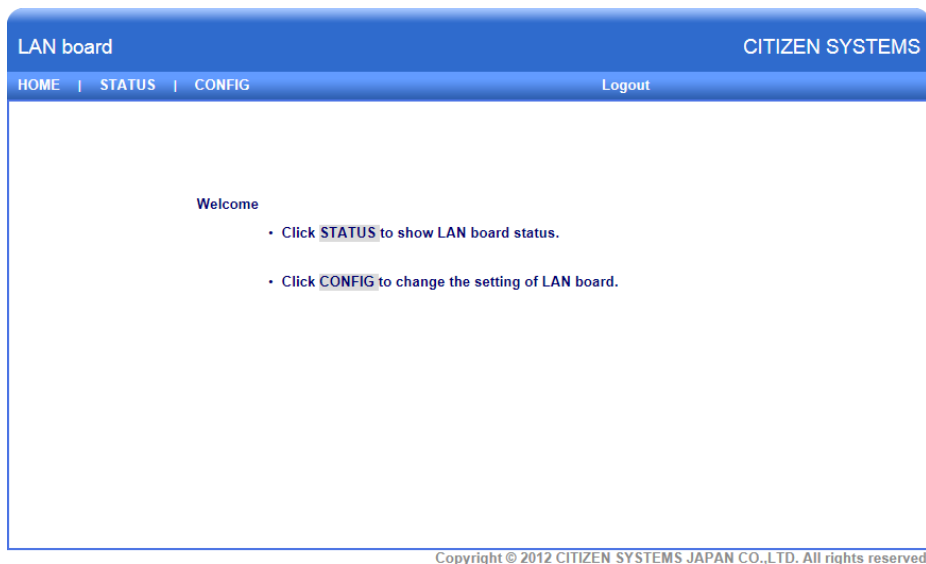 LAN board CITIZEN SYSTEMS
HOME | STATUS | CONFIG Logout
Welcome
・ Click STATUS to show LAN board status.
・ Click CONFIG to change the setting of LAN board.
Copyright © 2012 CITIZEN SYSTEMS JAPAN CO.,LTD. All rights reserved